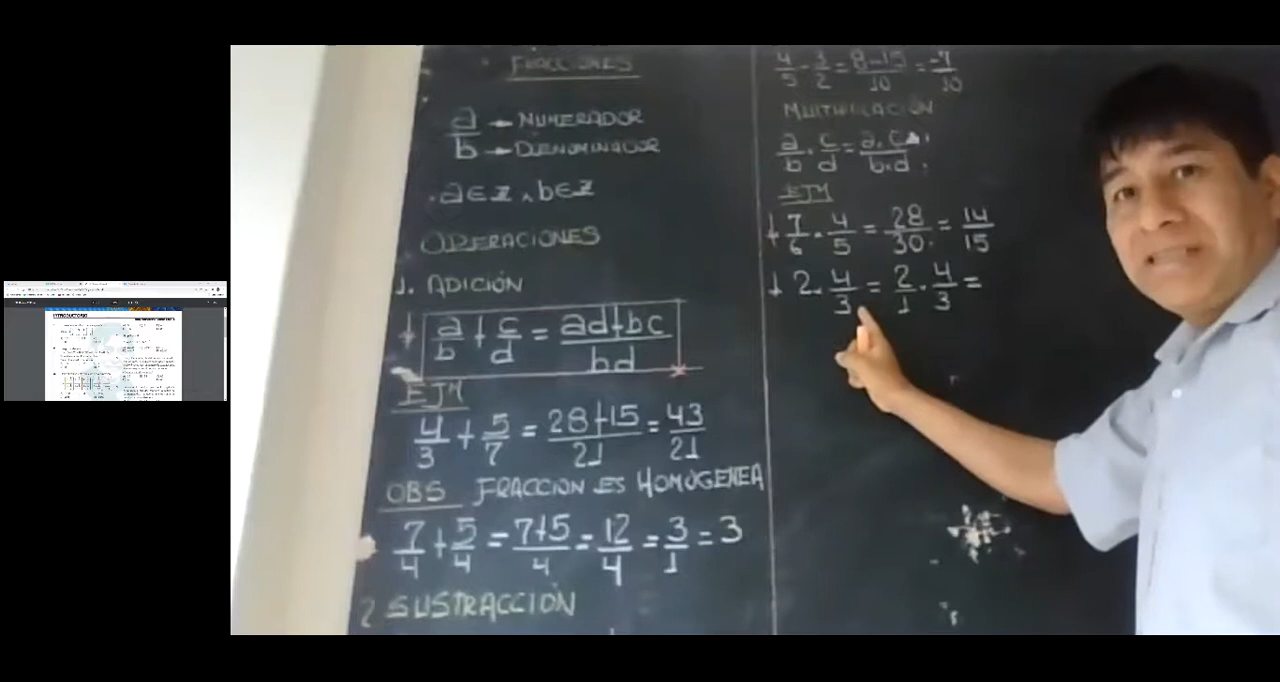 FRACCIONES
a/b → NUMERADOR
→ DENOMINADOR
. a ∈ Z ∧ b ∈ Z
OPERACIONES
1. ADICIÓN
a/b + c/d = ad+bc/bd
EJM
4/3 + 5/7 = 28+15/21 = 43/21
OBS FRACCION ES HOMOGENEA
7/4 + 5/4 = 7+5/4 = 12/4 = 3/1 = 3
2 SUSTRACCIÓN
4/5 - 3/2 = 8-15/10 = -7/10
a/b . c/d = a.c/b.d
EJM
7/6 . 4/5 = 28/30 = 14/15
2 . 4/3 = 2/1 . 4/3 =